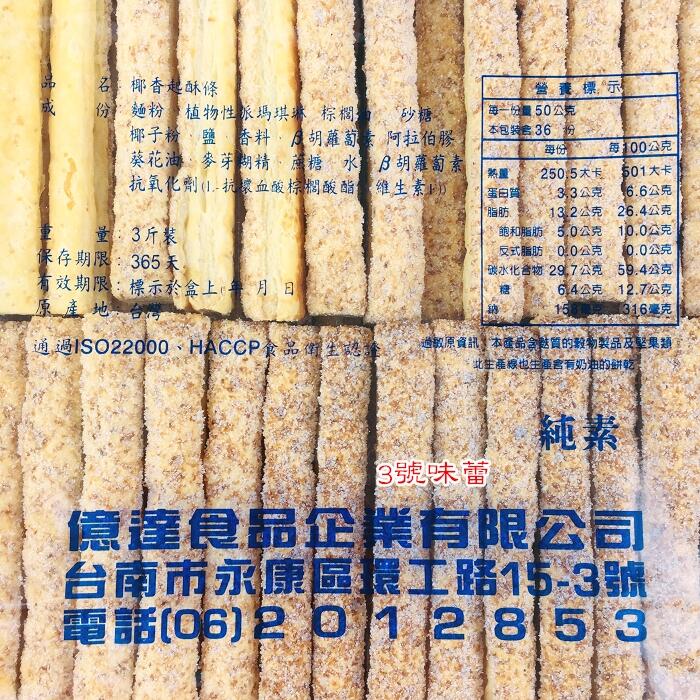 品名：椰香起酥條
成份：麵粉．植物性派瑪琪琳 棕櫚油 砂糖
椰子粉．鹽．香料．β胡蘿蔔素 阿拉伯膠
葵花油．麥芽糊精．蔗糖．水．β胡蘿蔔素
抗氧化劑(L-抗壞血酸棕櫚酸酯、維生素E)
重量：3斤裝
保存期限：365天
有效期限：標示於盒上(年 月 日
原產地：台灣
通過ISO22000、HACCP食品衛生認證
營養標示
每一份量50公克
本包裝含36份
每份 每100公克
熱量 250.5大卡 501大卡
蛋白質 3.3公克 6.6公克
脂肪 13.2公克 26.4公克
飽和脂肪 5.0公克 10.0公克
反式脂肪 0.0公克 0.0公克
碳水化合物 29.7公克 59.4公克
糖 6.4公克 12.7公克
鈉 158毫克 316毫克
過敏原資訊：本產品含麩質的穀物製品及堅果類
此生產線也生產含有奶油的餅乾
純素
3號味蕾
億達食品企業有限公司
台南市永康區環工路15-3號
電話(06)2012853